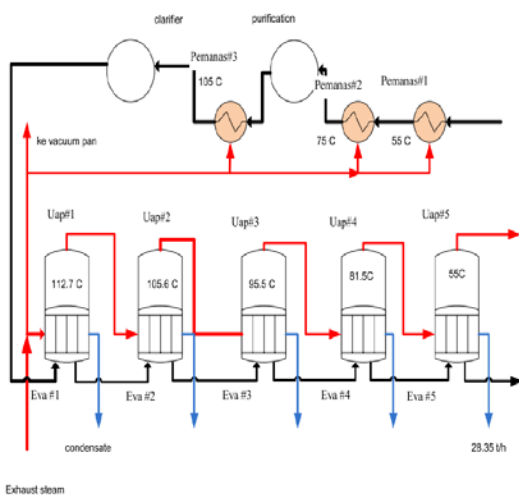 clarifier
purification
Pemanas#3
105 C
Pemanas#2
Pemanas#1
75 C
55 C
ke vacuum pan
Uap#1
Uap#2
Uap#3
Uap#4
Uap#5
112.7 C
105.6 C
95.5 C
81.5C
55C
Eva #1
Eva #2
Eva #3
Eva #4
Eva #5
condensate
28.35 t/h
Exhaust steam